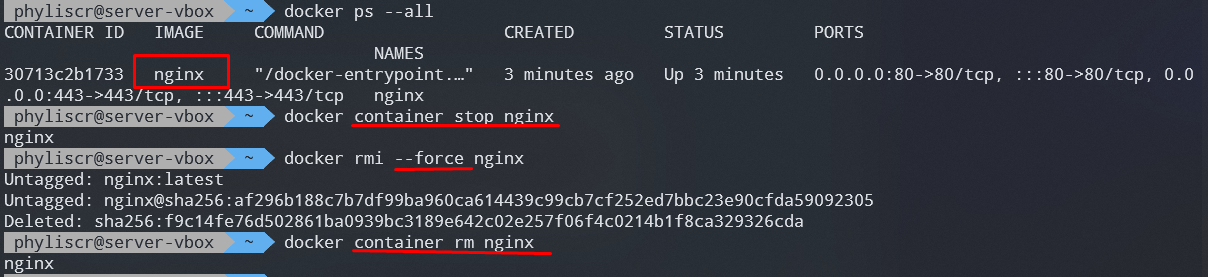 phyliscr@server-vbox ~ docker ps --all
CONTAINER ID IMAGE COMMAND CREATED STATUS PORTS
NAMES
30713c2b1733 nginx "/docker-entrypoint.…" 3 minutes ago Up 3 minutes 0.0.0.0:80->80/tcp, :::80->80/tcp, 0.0
.0.0:443->443/tcp, :::443->443/tcp nginx
phyliscr@server-vbox ~ docker container stop nginx
nginx
phyliscr@server-vbox ~ docker rmi --force nginx
Untagged: nginx:latest
Untagged: nginx@sha256:af296b188c7b7df99ba960ca614439c99cb7cf252ed7bbc23e90cfda59092305
Deleted: sha256:f9c14fe76d502861ba0939bc3189e642c02e257f06f4c0214b1f8ca329326cda
phyliscr@server-vbox ~ docker container rm nginx
nginx